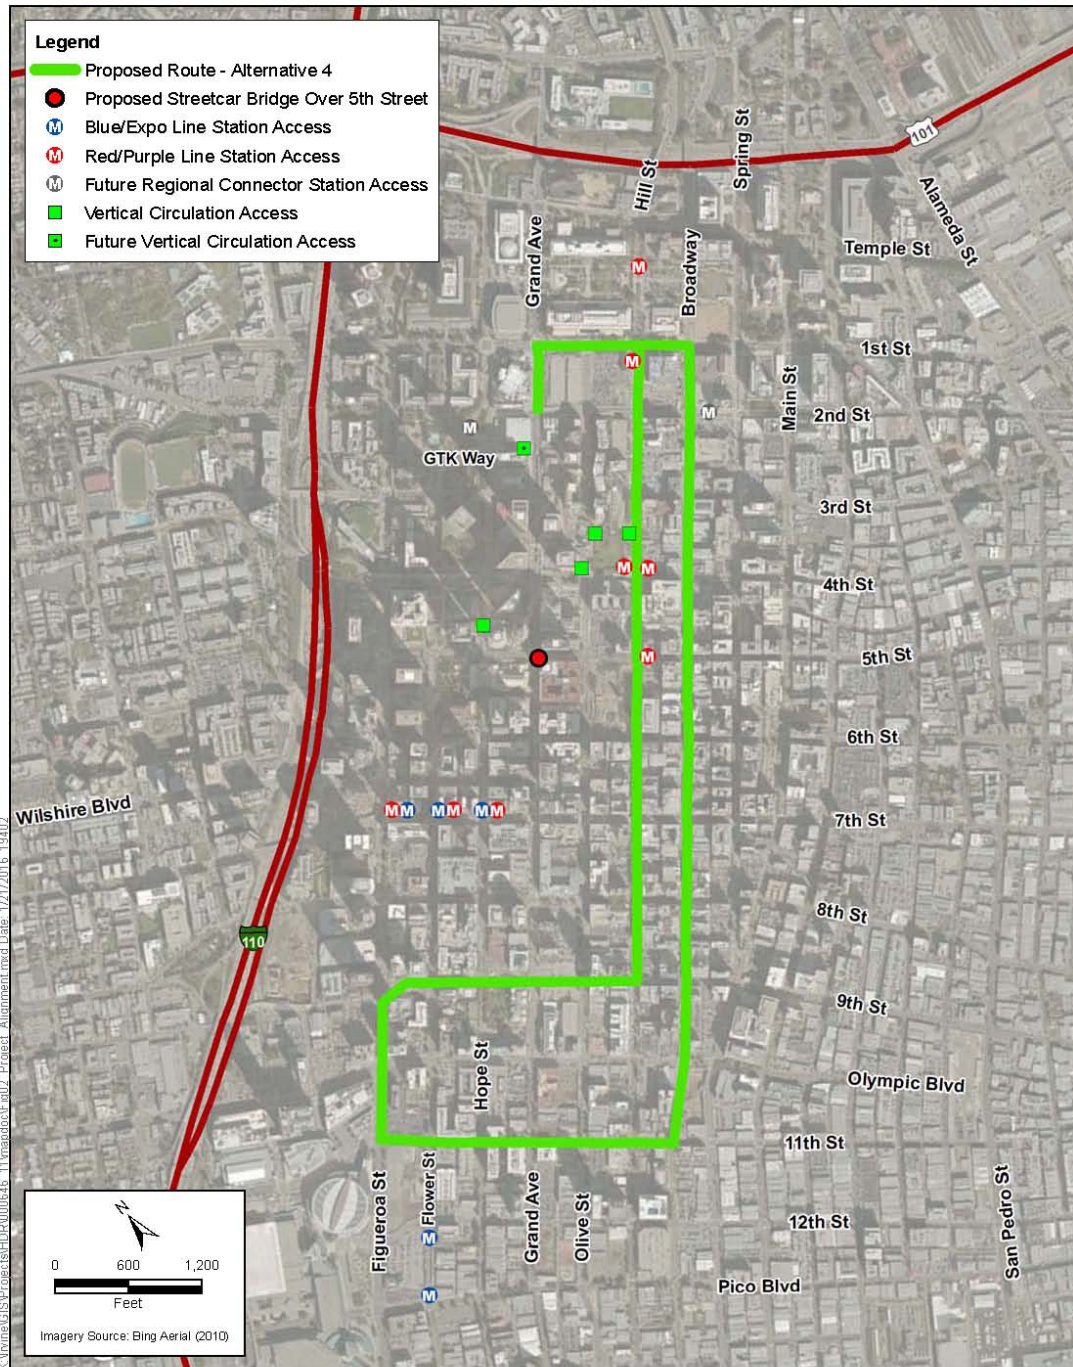 Legend
Proposed Route - Alternative 4
Proposed Streetcar Bridge Over 5th Street
M Blue/Expo Line Station Access
M Red/Purple Line Station Access
M Future Regional Connector Station Access
Vertical Circulation Access
Future Vertical Circulation Access
101
Spring St
Hill St
Alameda St
Grand Ave
Broadway
Temple St
M
1st St
M
Main St
M
2nd St
M
GTK Way
3rd St
H
M M
4th St
M
5th St
6th St
Wilshire Blvd
M M M M M M
7th St
8th St
110
9th St
Hope St
Olympic Blvd
11th St
Figueroa St
Flower St
Grand Ave
Olive St
San Pedro St
12th St
M
Pico Blvd
M
N
0 600 1,200
Feet
Imagery Source: Bing Aerial (2010)